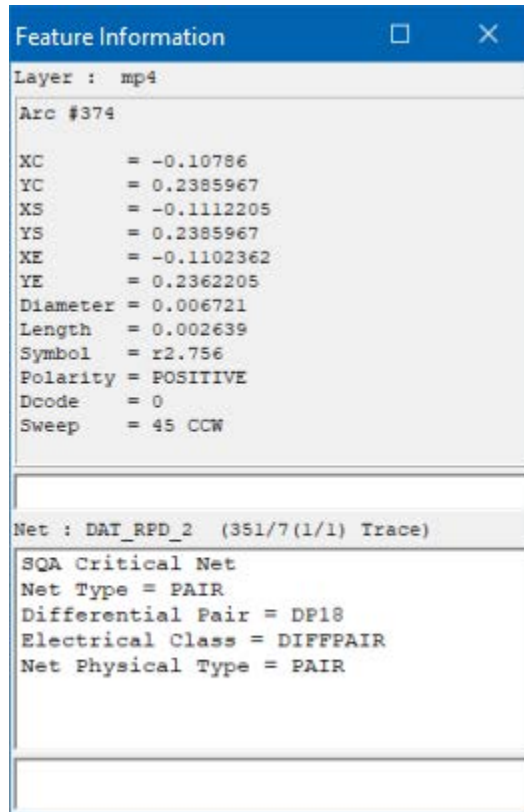 Feature Information
Layer :  mp4
Arc #374
XC       = -0.10786
YC       = 0.2385967
XS       = -0.1112205
YS       = 0.2385967
XE       = -0.1102362
YE       = 0.2362205
Diameter = 0.006721
Length   = 0.002639
Symbol   = r2.756
Polarity = POSITIVE
Dcode    = 0
Sweep    = 45 CCW
Net : DAT_RPD_2  (351/7(1/1) Trace)
SQA Critical Net
Net Type = PAIR
Differential Pair = DP18
Electrical Class = DIFFPAIR
Net Physical Type = PAIR